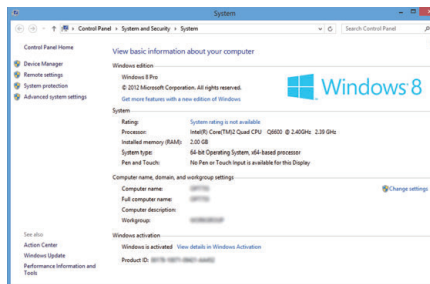 System
Control Panel ▸ System and Security ▸ System
Search Control Panel
Control Panel Home
Device Manager
Remote settings
System protection
Advanced system settings
View basic information about your computer
Windows edition
Windows 8 Pro
© 2012 Microsoft Corporation. All rights reserved.
Get more features with a new edition of Windows
Windows 8
System
Rating: System rating is not available
Processor: Intel(R) Core(TM)2 Quad CPU Q6600 @ 2.40GHz 2.39 GHz
Installed memory (RAM): 2.00 GB
System type: 64-bit Operating System, x64-based processor
Pen and Touch: No Pen or Touch Input is available for this Display
Computer name, domain, and workgroup settings
Computer name:
Change settings
Full computer name:
Computer description:
Workgroup:
Windows activation
Windows is activated View details in Windows Activation
Product ID:
See also
Action Center
Windows Update
Performance Information and
Tools